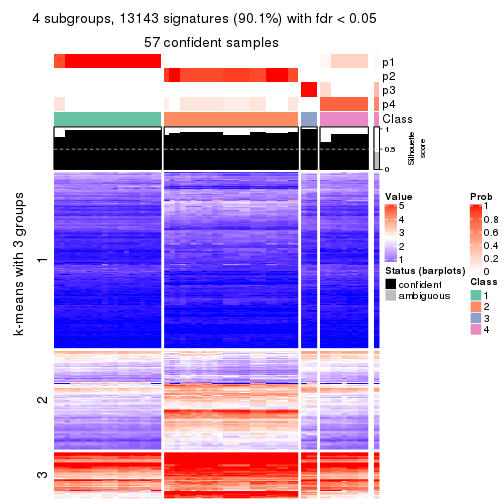 4 subgroups, 13143 signatures (90.1%) with fdr < 0.05
57 confident samples
p1
p2
p3
p4
Class
1
0.5
0
Silhouette
score
k-means with 3 groups
1
2
3
Value
5
4
3
2
1
Status (barplots)
confident
ambiguous
Prob
1
0.8
0.6
0.4
0.2
0
Class
1
2
3
4